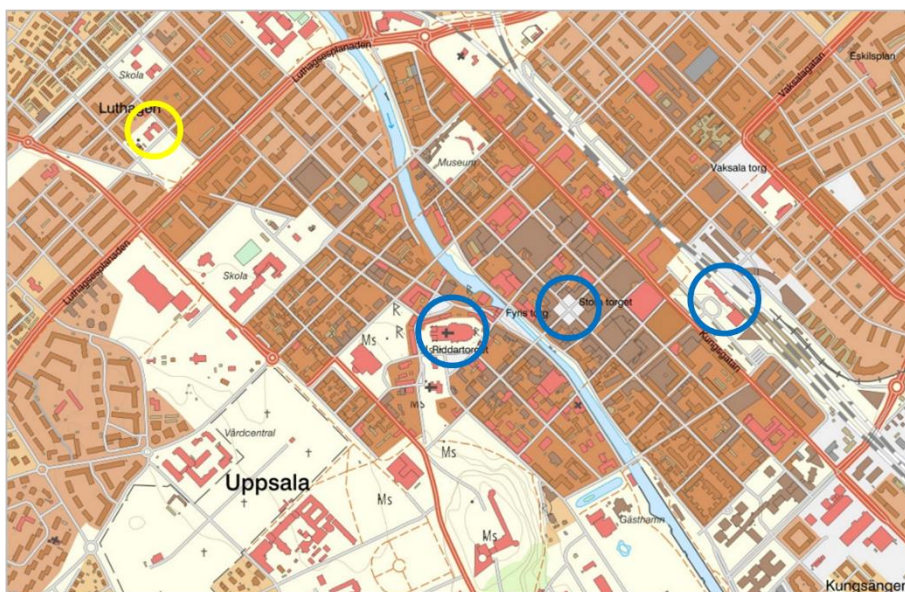 Luthagsesplanaden
Eskilsplan
Vaksalagatan
Skola
Luthagen
Museum
Vaksala torg
Luthagsesplanaden
Skola
R
R
Stora torget
Fyris torg
R
R
Ms
Riddartorget
Kungsgatan
Ms
Vårdcentral
Ms
Uppsala
Ms
Ms
Gästhamn
Kungsängen